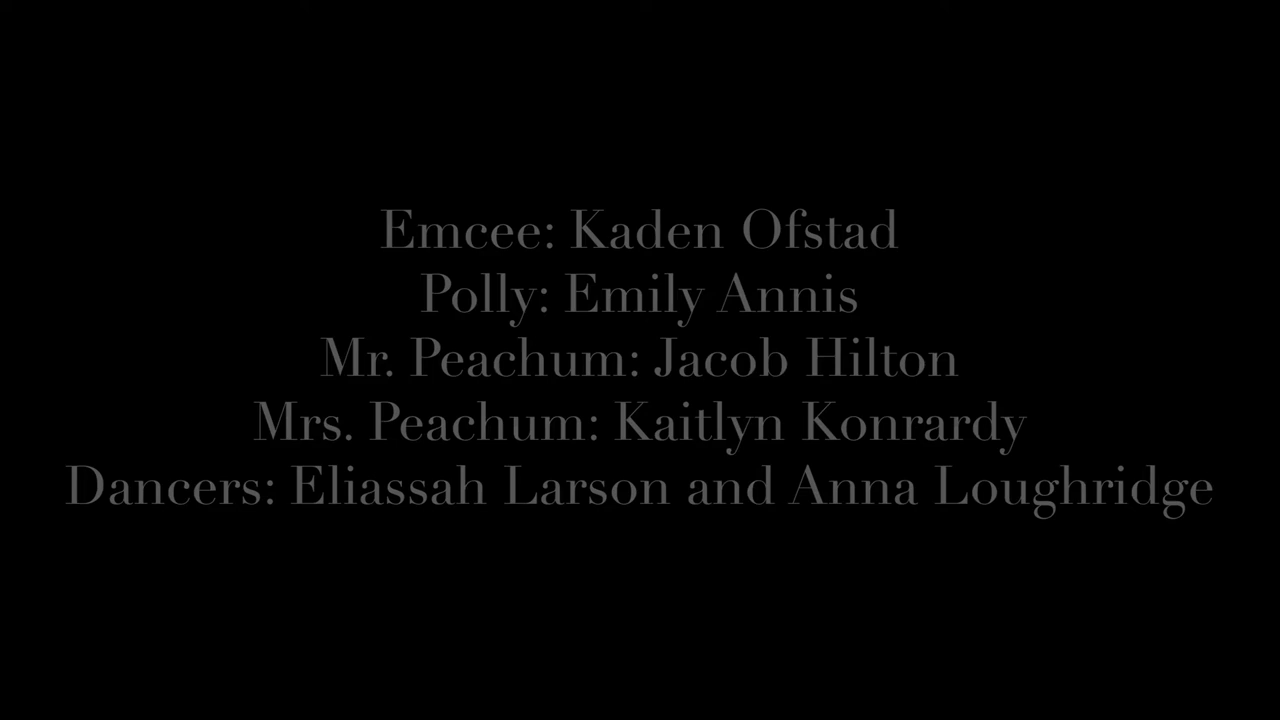 Emcee: Kaden Ofstad
Polly: Emily Annis
Mr. Peachum: Jacob Hilton
Mrs. Peachum: Kaitlyn Konrardy
Dancers: Eliassah Larson and Anna Loughridge